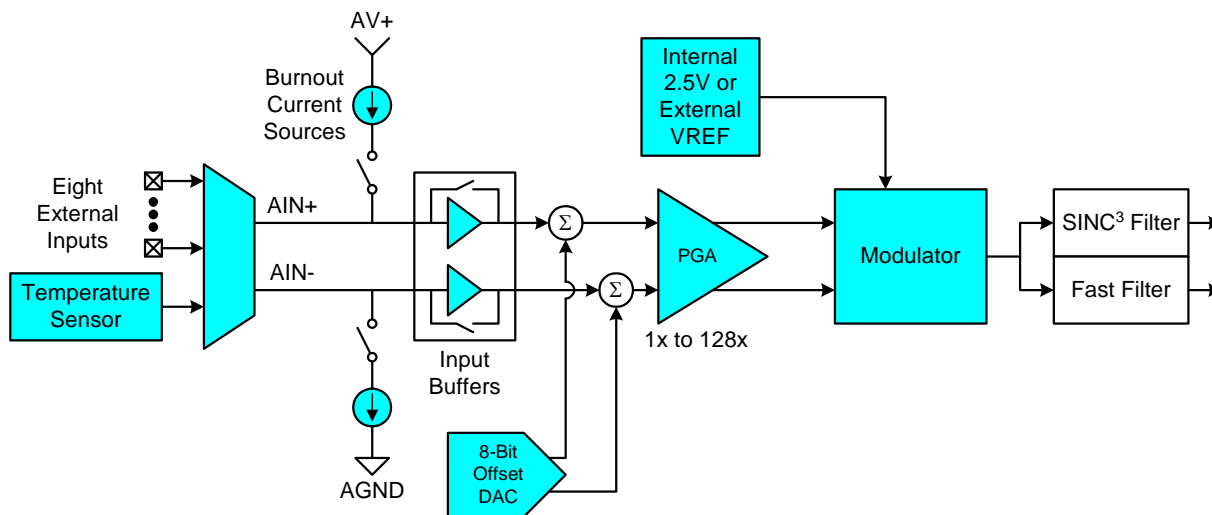 AV+
Burnout
Current
Sources
Internal
2.5V or
External
VREF
Eight
External
Inputs
AIN+
AIN-
Temperature
Sensor
Σ
Σ
PGA
1x to 128x
Modulator
SINC³ Filter
Fast Filter
Input
Buffers
8-Bit
Offset
DAC
AGND